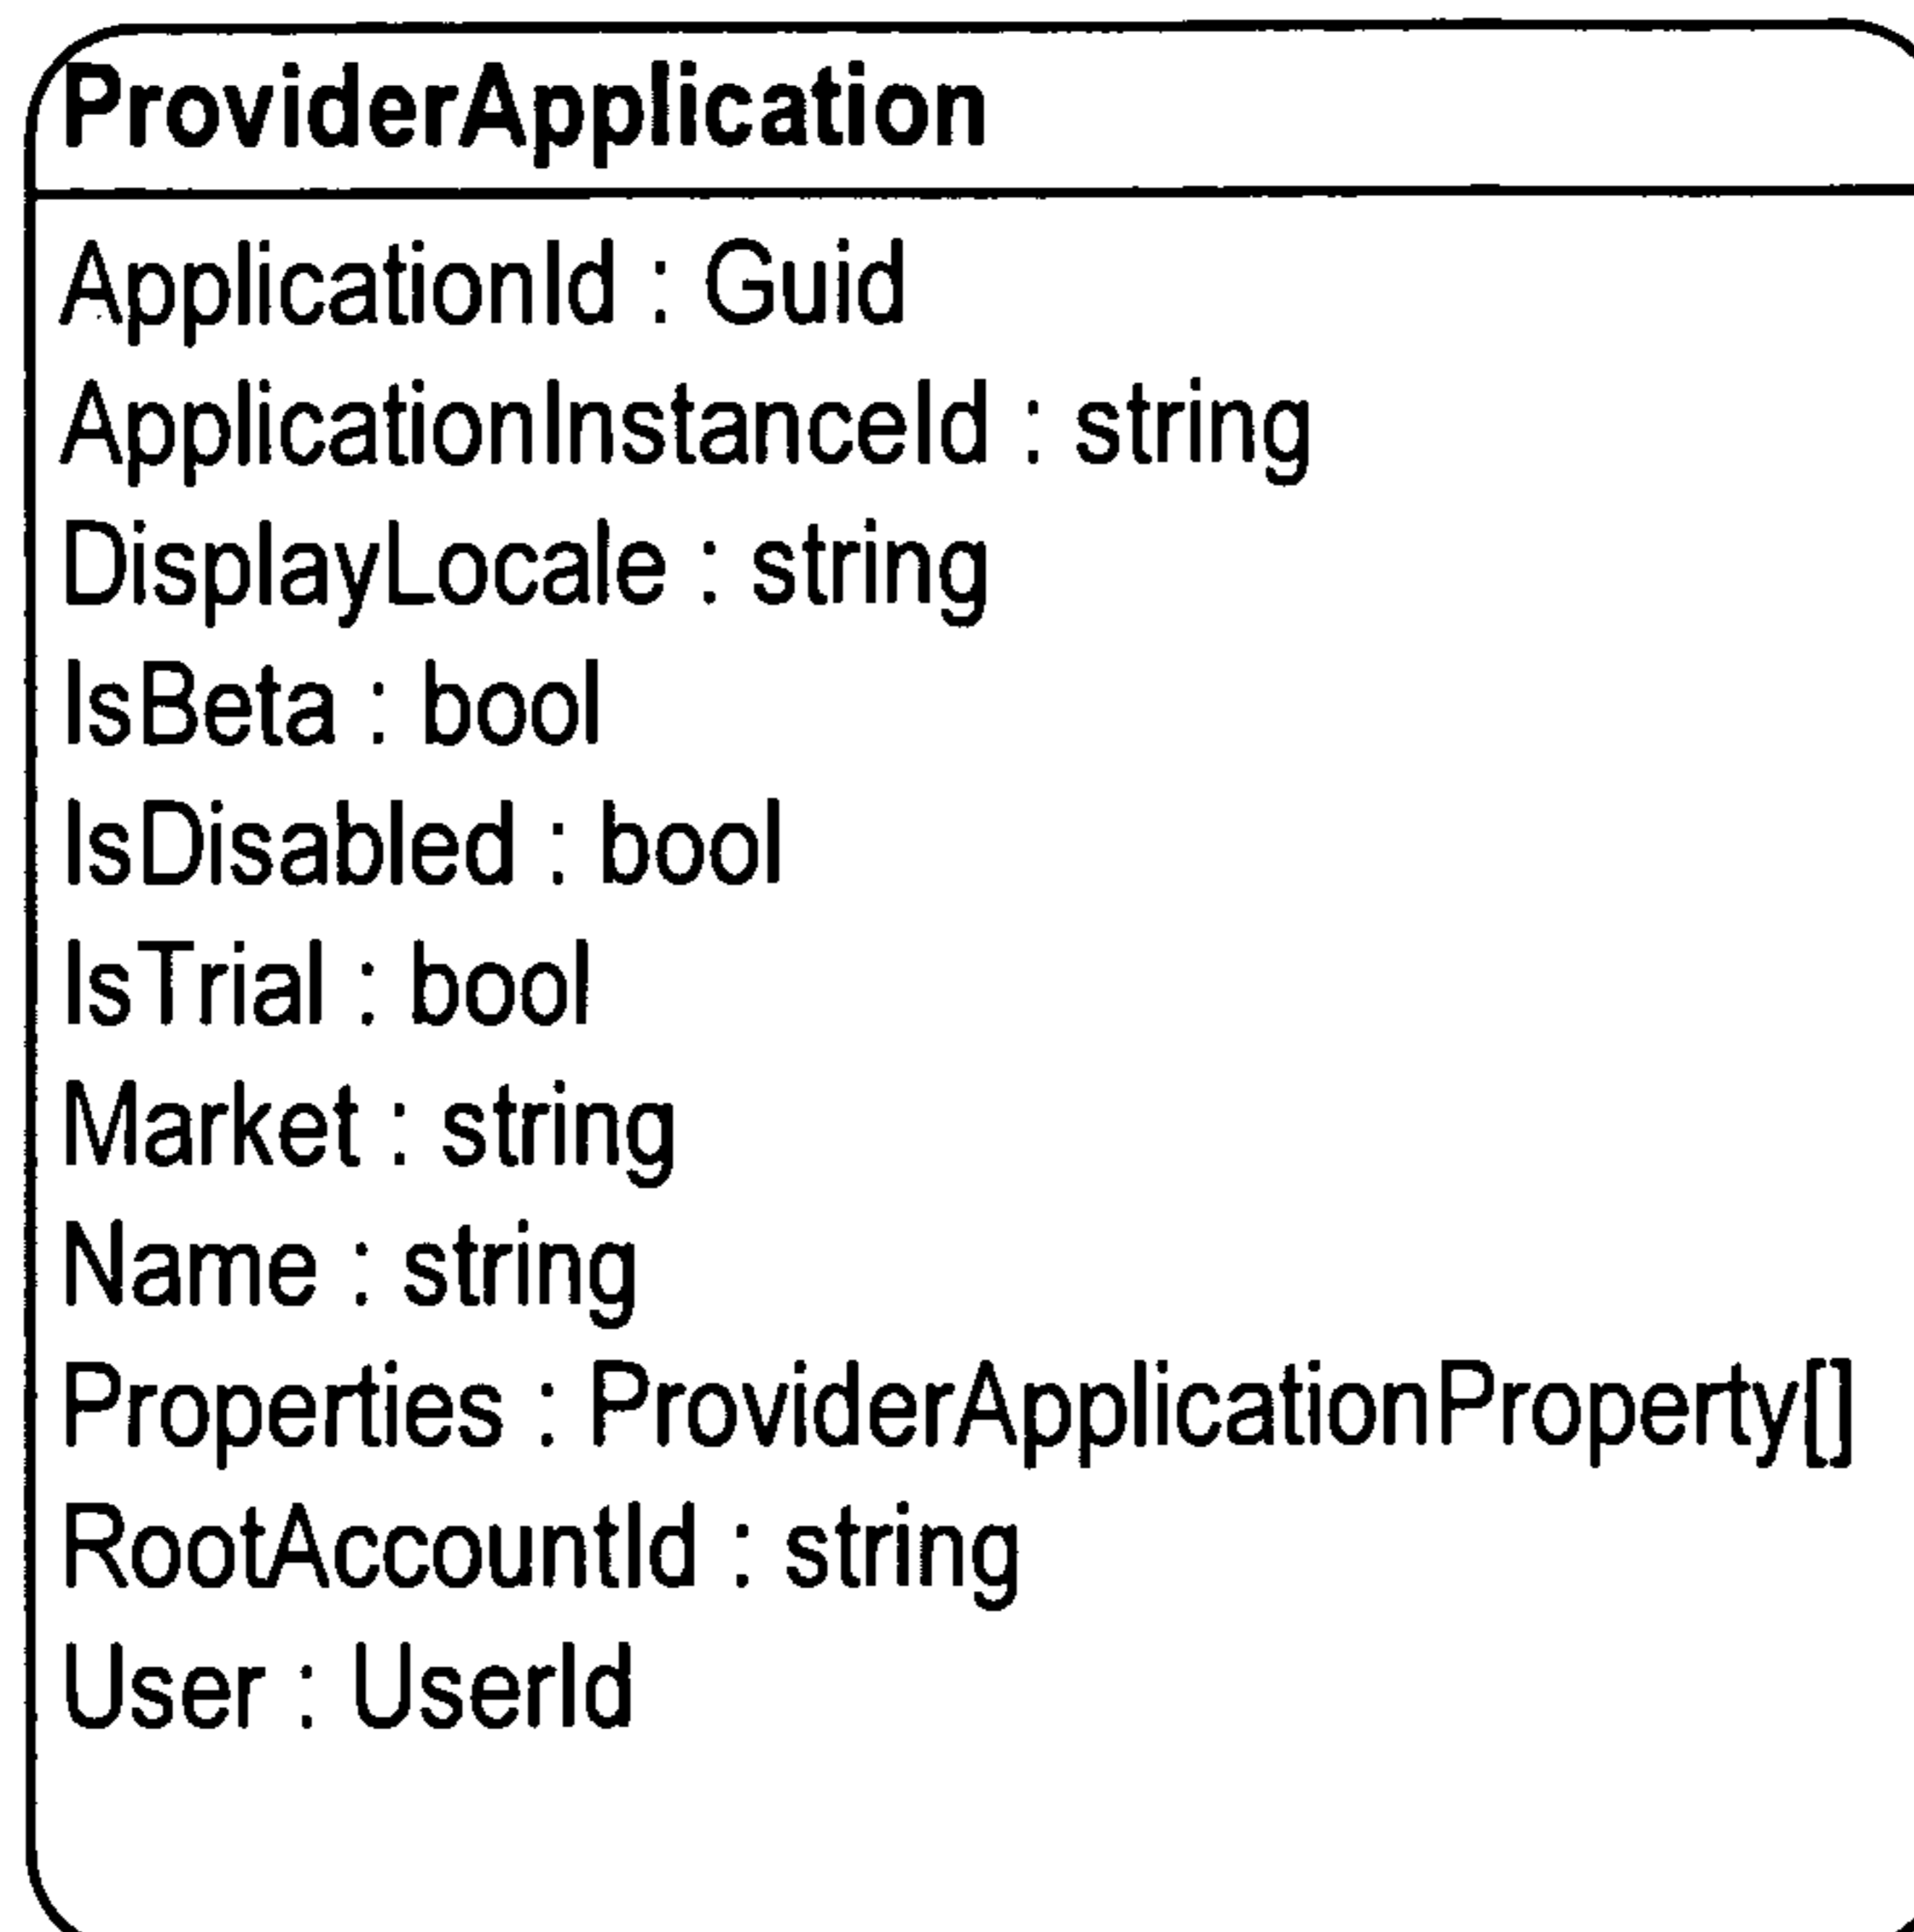 ProviderApplication
ApplicationId : Guid
ApplicationInstanceId : string
DisplayLocale : string
IsBeta : bool
IsDisabled : bool
IsTrial : bool
Market : string
Name : string
Properties : ProviderApplicationProperty[]
RootAccountId : string
User : UserId